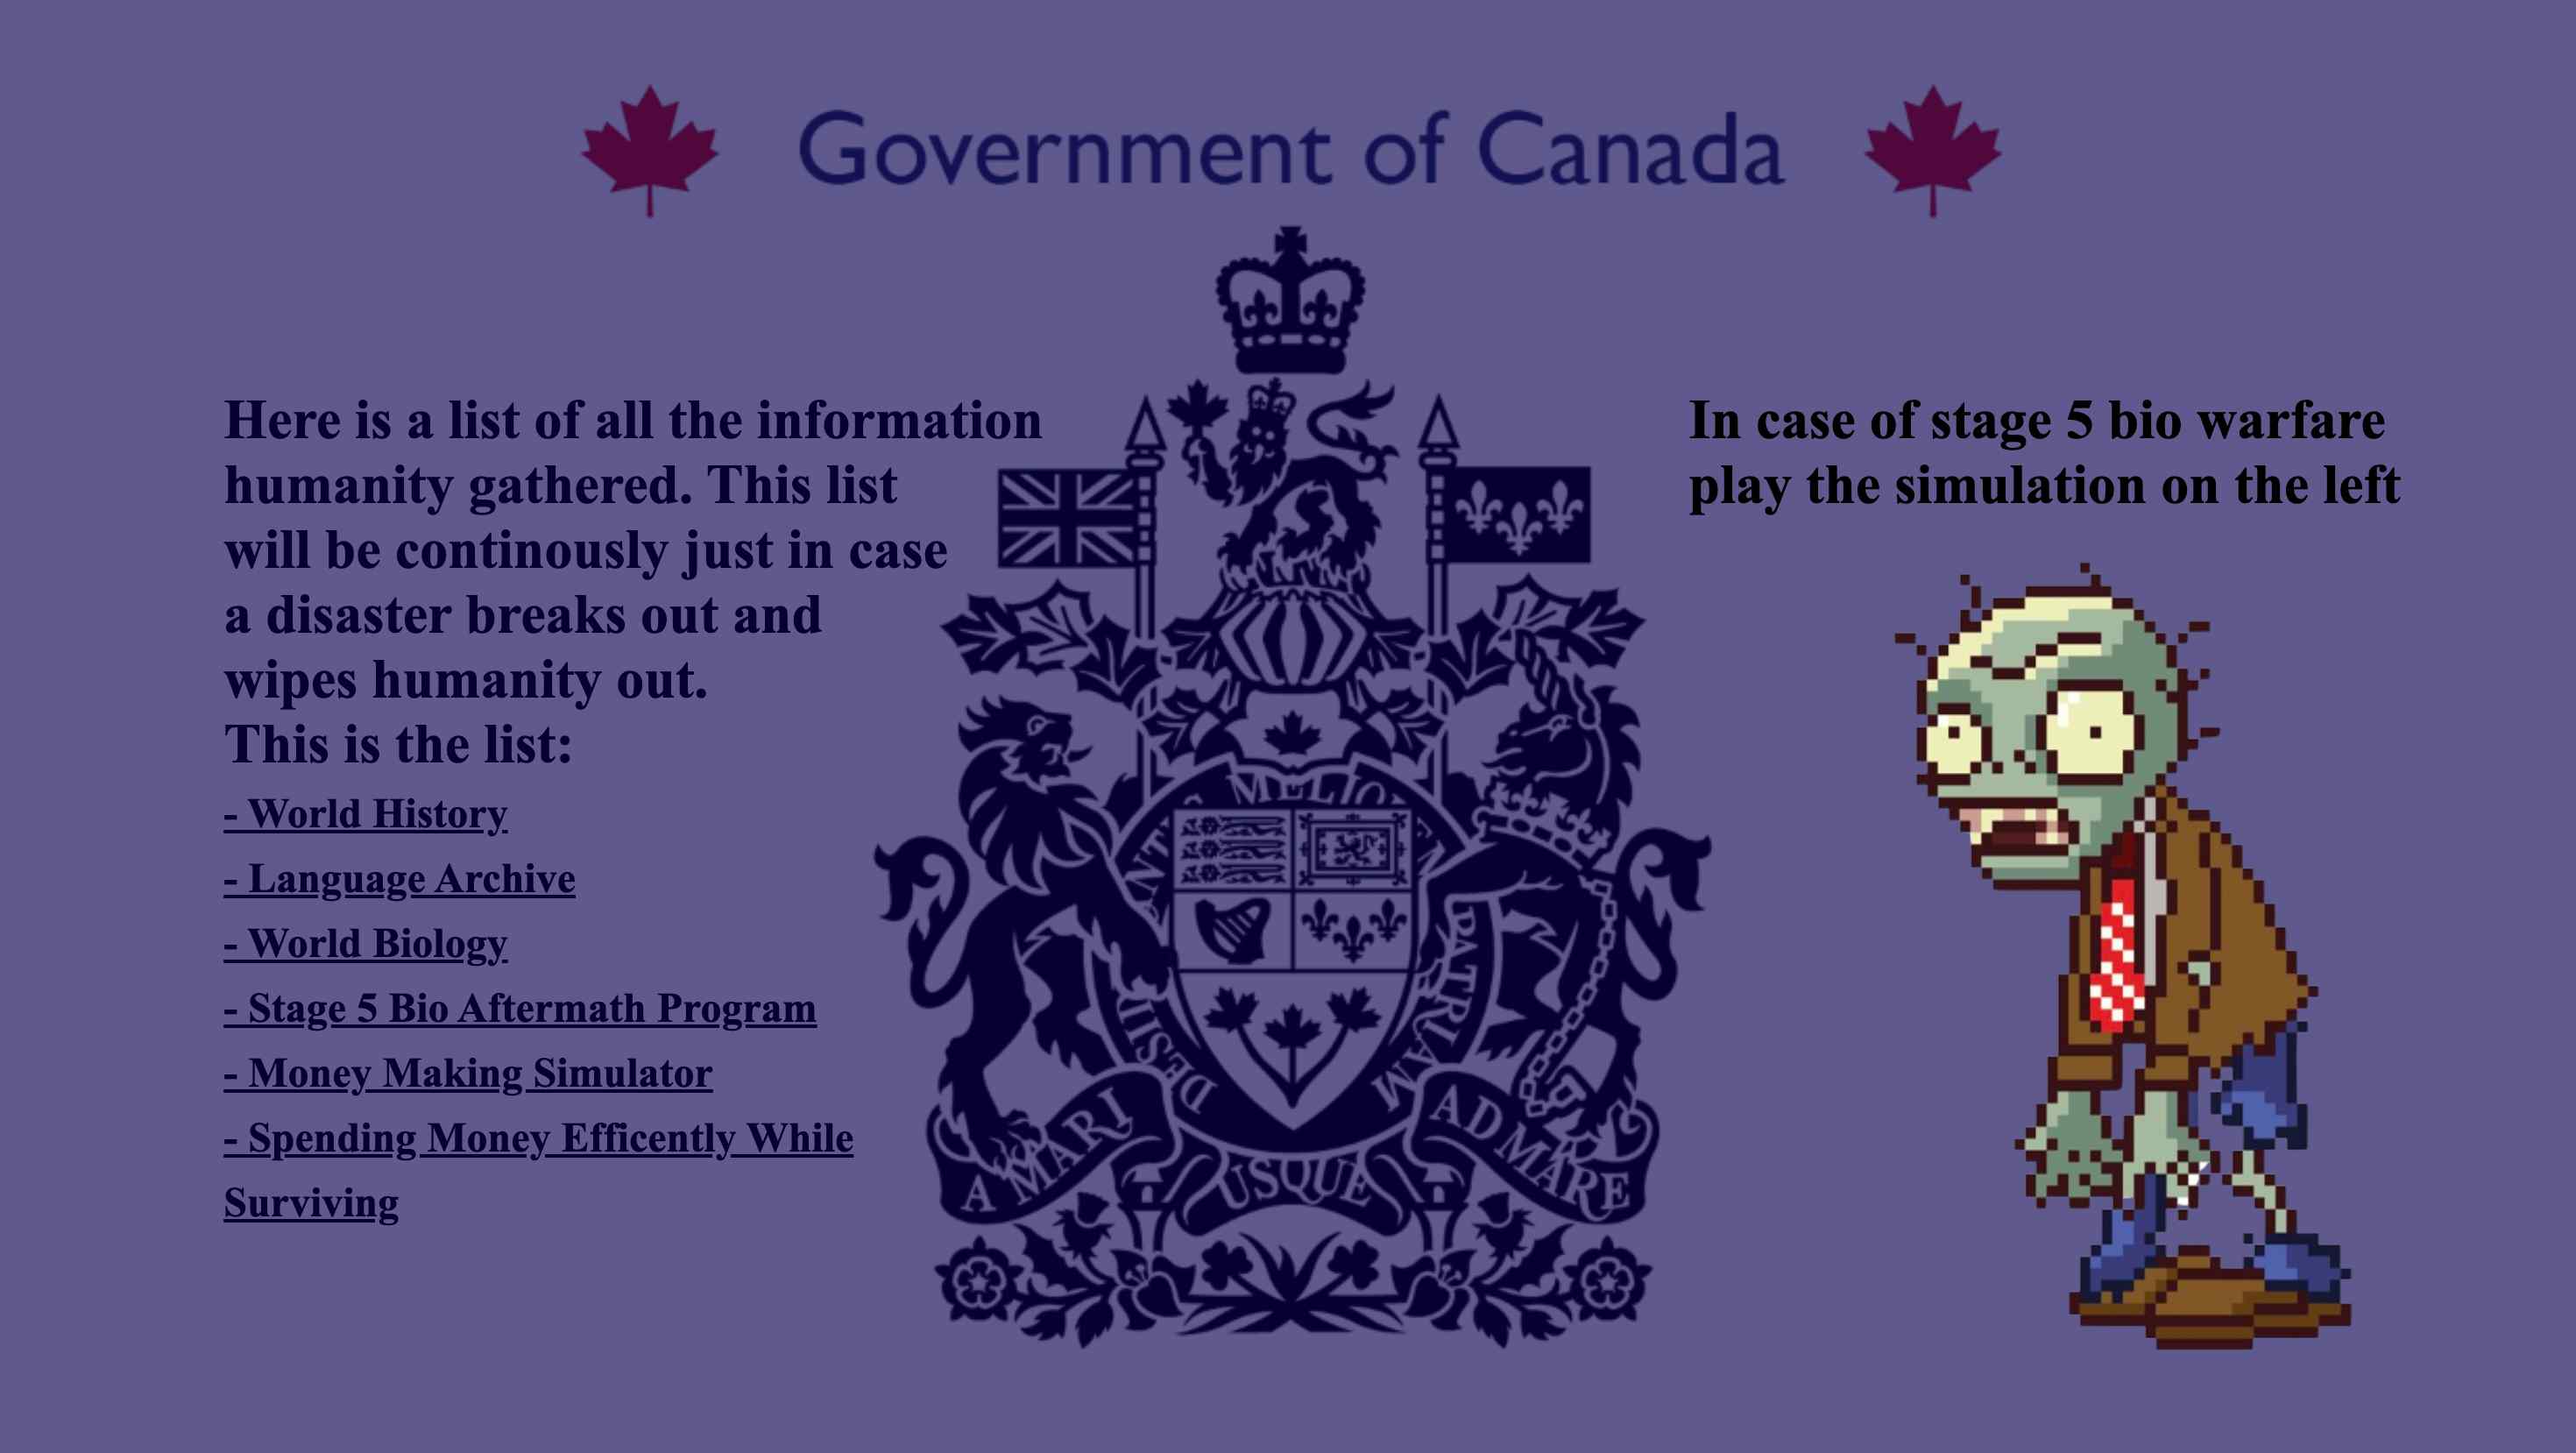 Government of Canada
Here is a list of all the information
humanity gathered. This list
will be continously just in case
a disaster breaks out and
wipes humanity out.
This is the list:
- World History
- Language Archive
- World Biology
- Stage 5 Bio Aftermath Program
- Money Making Simulator
- Spending Money Efficently While
Surviving
In case of stage 5 bio warfare
play the simulation on the left
DESID
PATRIAM
A MARI
USQUE
AD MARE